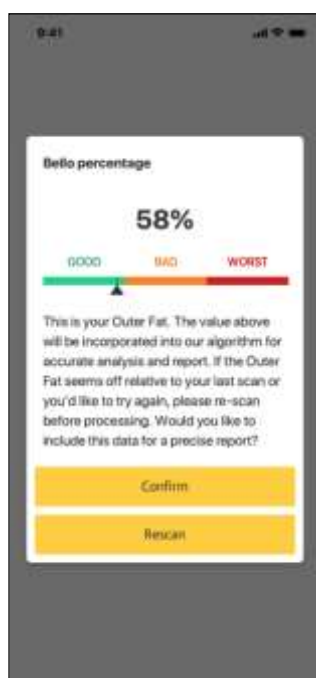 9:41
Bello percentage
58%
GOOD BAD WORST
This is your Outer Fat. The value above
will be incorporated into our algorithm for
accurate analysis and report. If the Outer
Fat seems off relative to your last scan or
you'd like to try again, please re-scan
before processing. Would you like to
include this data for a precise report?
Confirm
Rescan